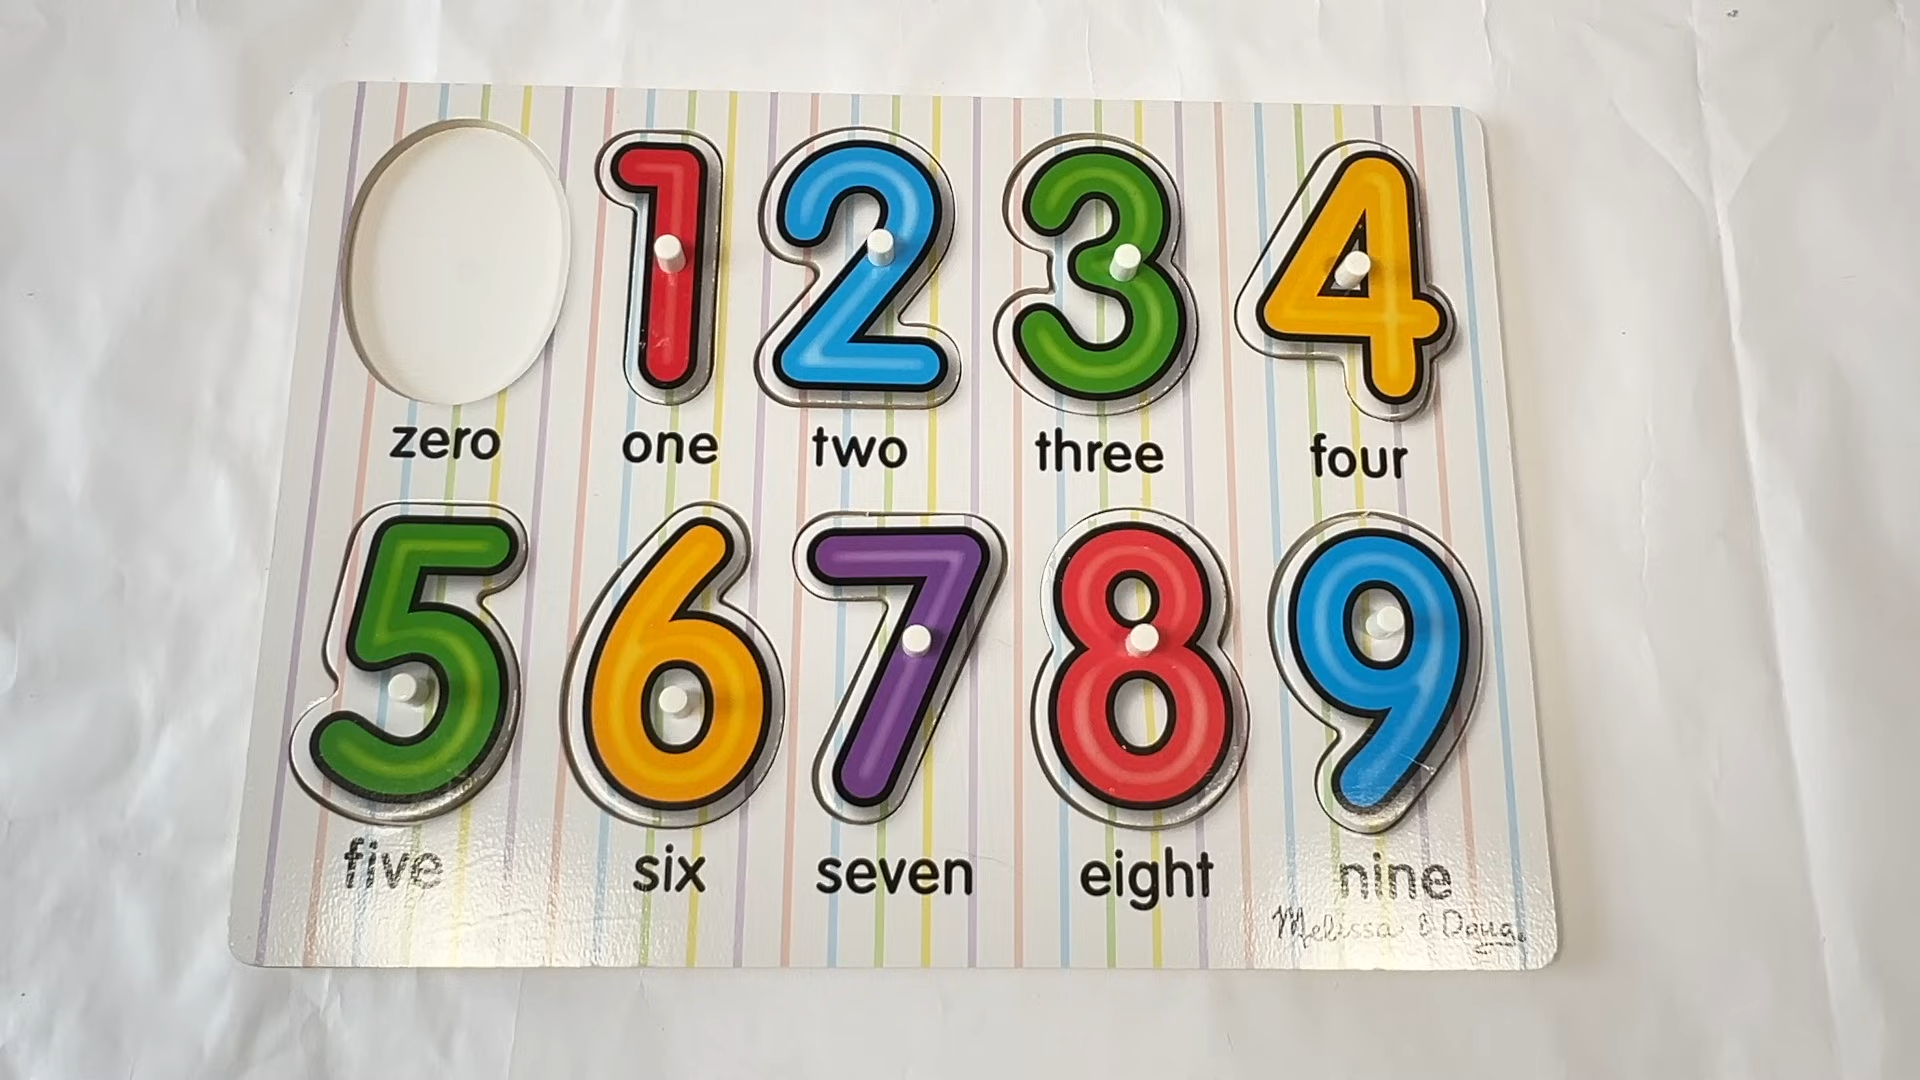 1 2 3 4
zero one two three four
5 6 7 8 9
five six seven eight nine
Melissa & Doug